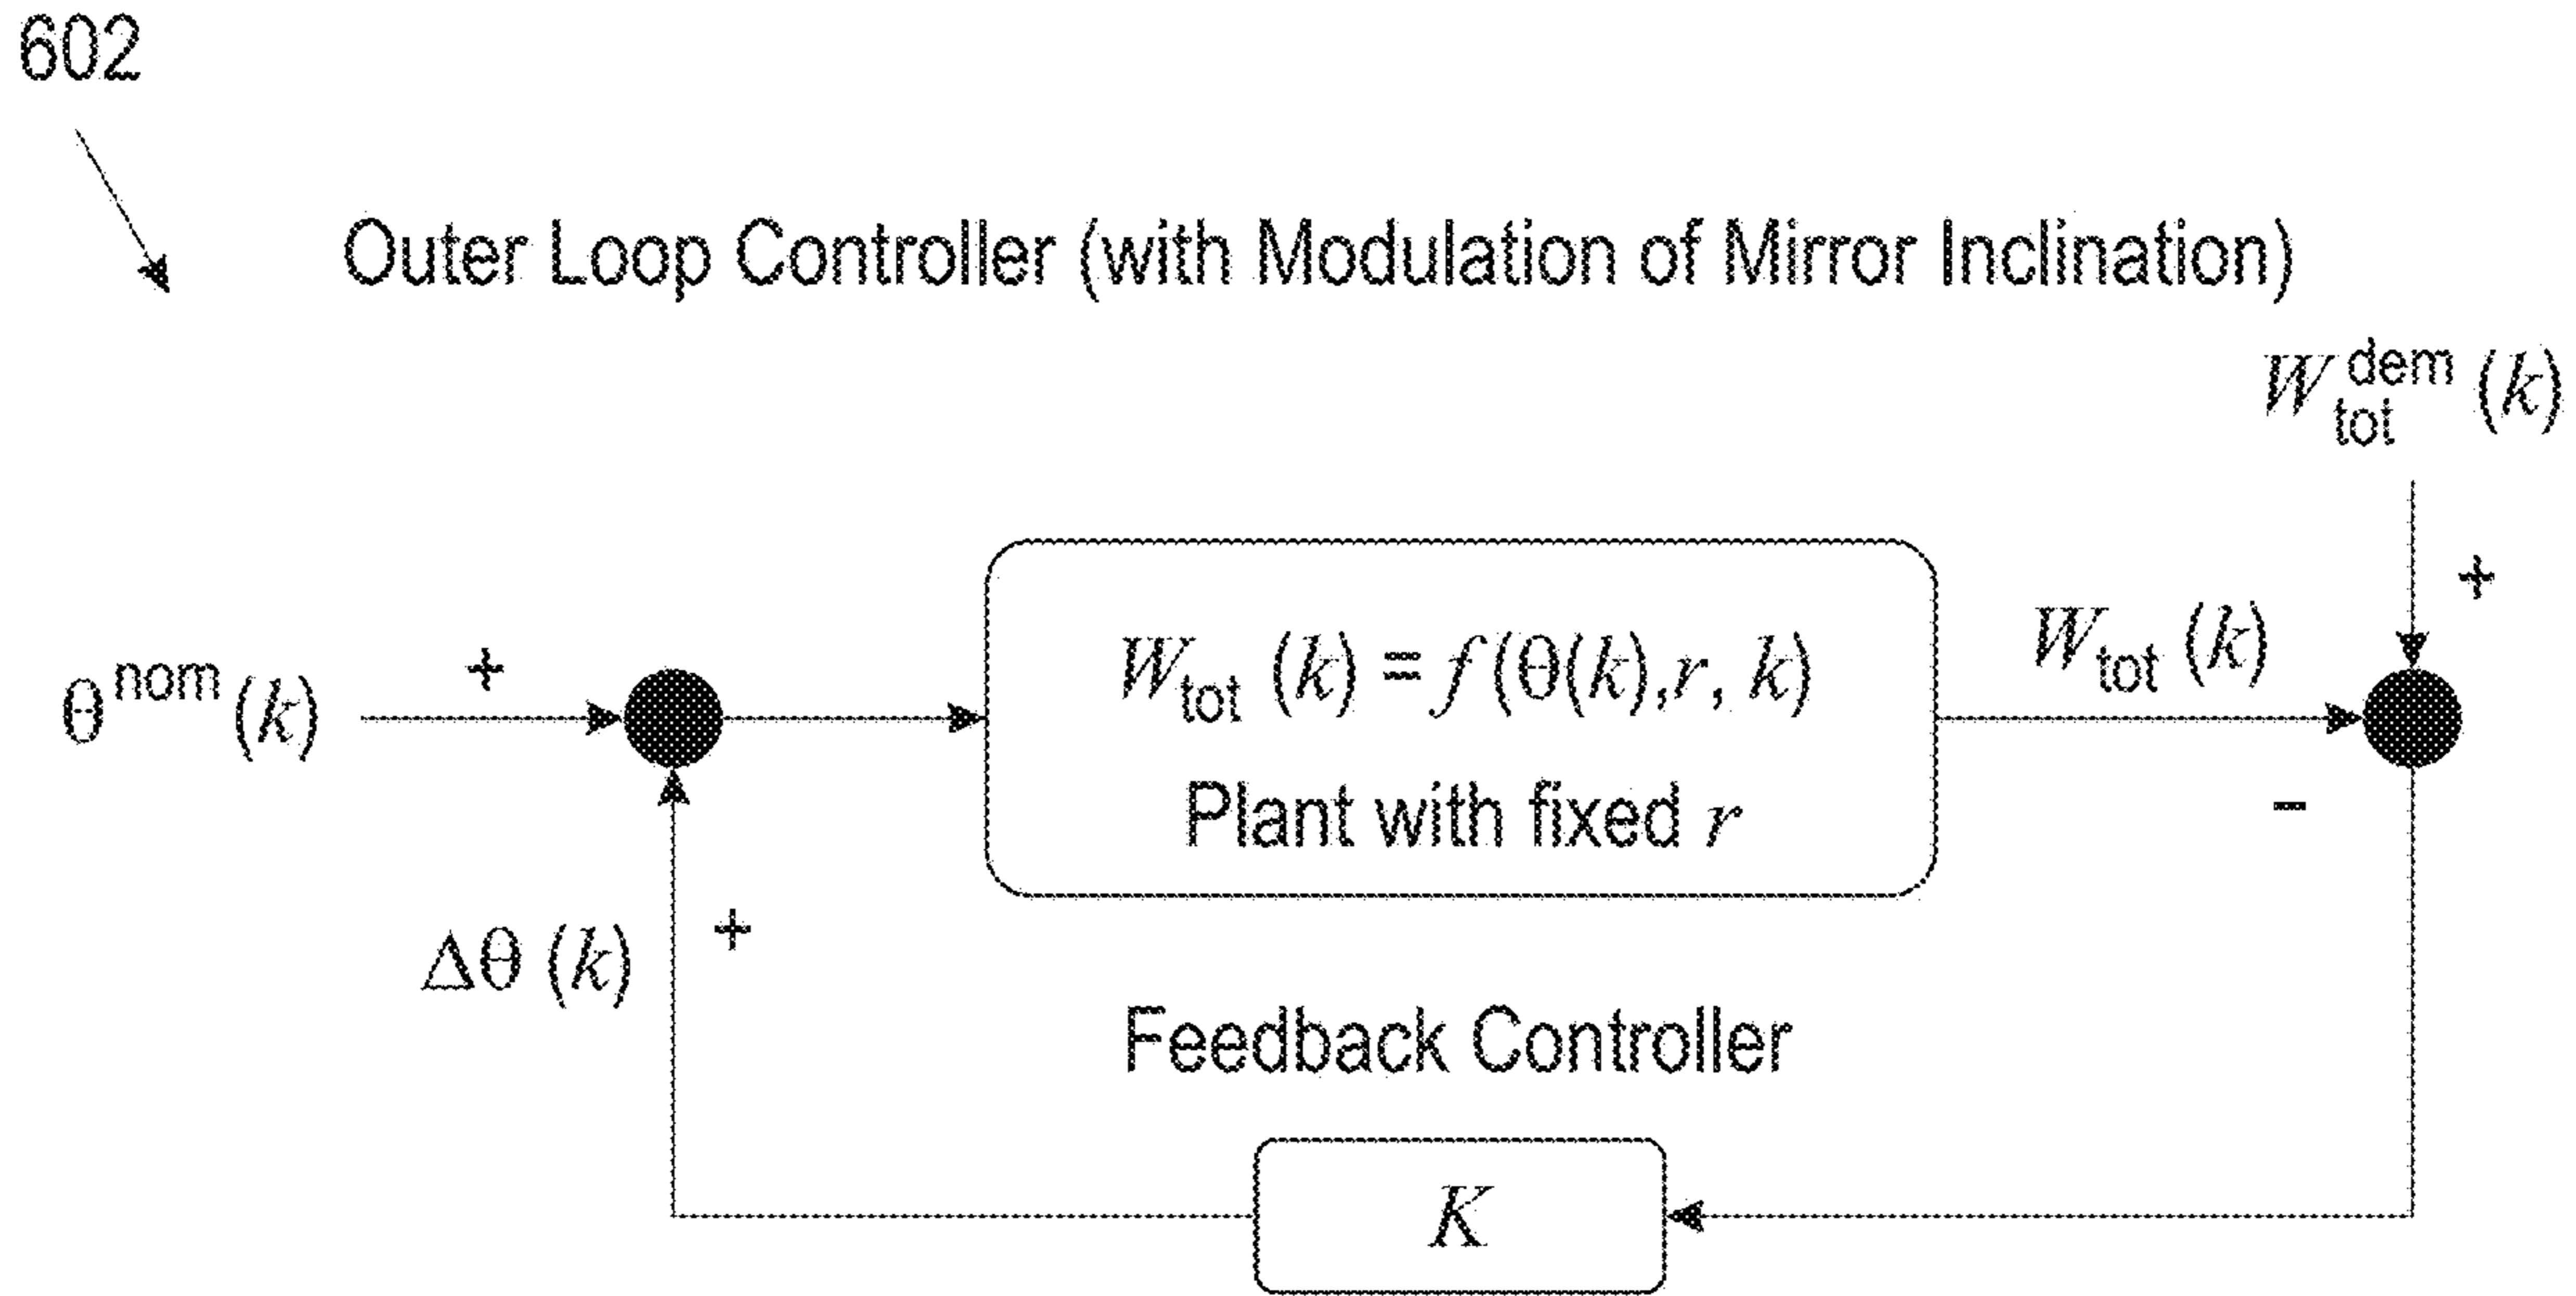 602
Outer Loop Controller (with Modulation of Mirror Inclination)
W_tot^dem (k)
+
W_tot (k)
+
θ^nom (k)
W_tot (k) = f (θ(k),r, k)
Plant with fixed r
−
+
Δθ (k)
Feedback Controller
K